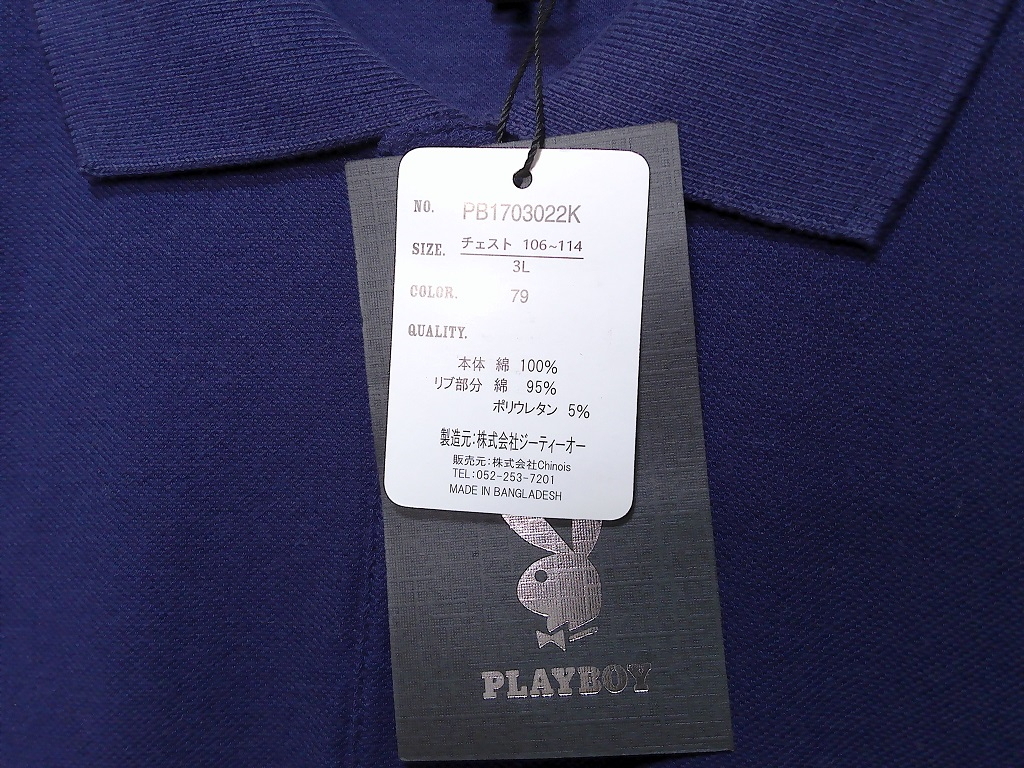 NO. PB1703022K
SIZE. チェスト 106~114
3L
COLOR. 79
QUALITY.
本体 綿 100%
リブ部分 綿 95%
ポリウレタン 5%
製造元:株式会社ジーティーオー
販売元:株式会社Chinois
TEL:052-253-7201
MADE IN BANGLADESH
PLAYBOY